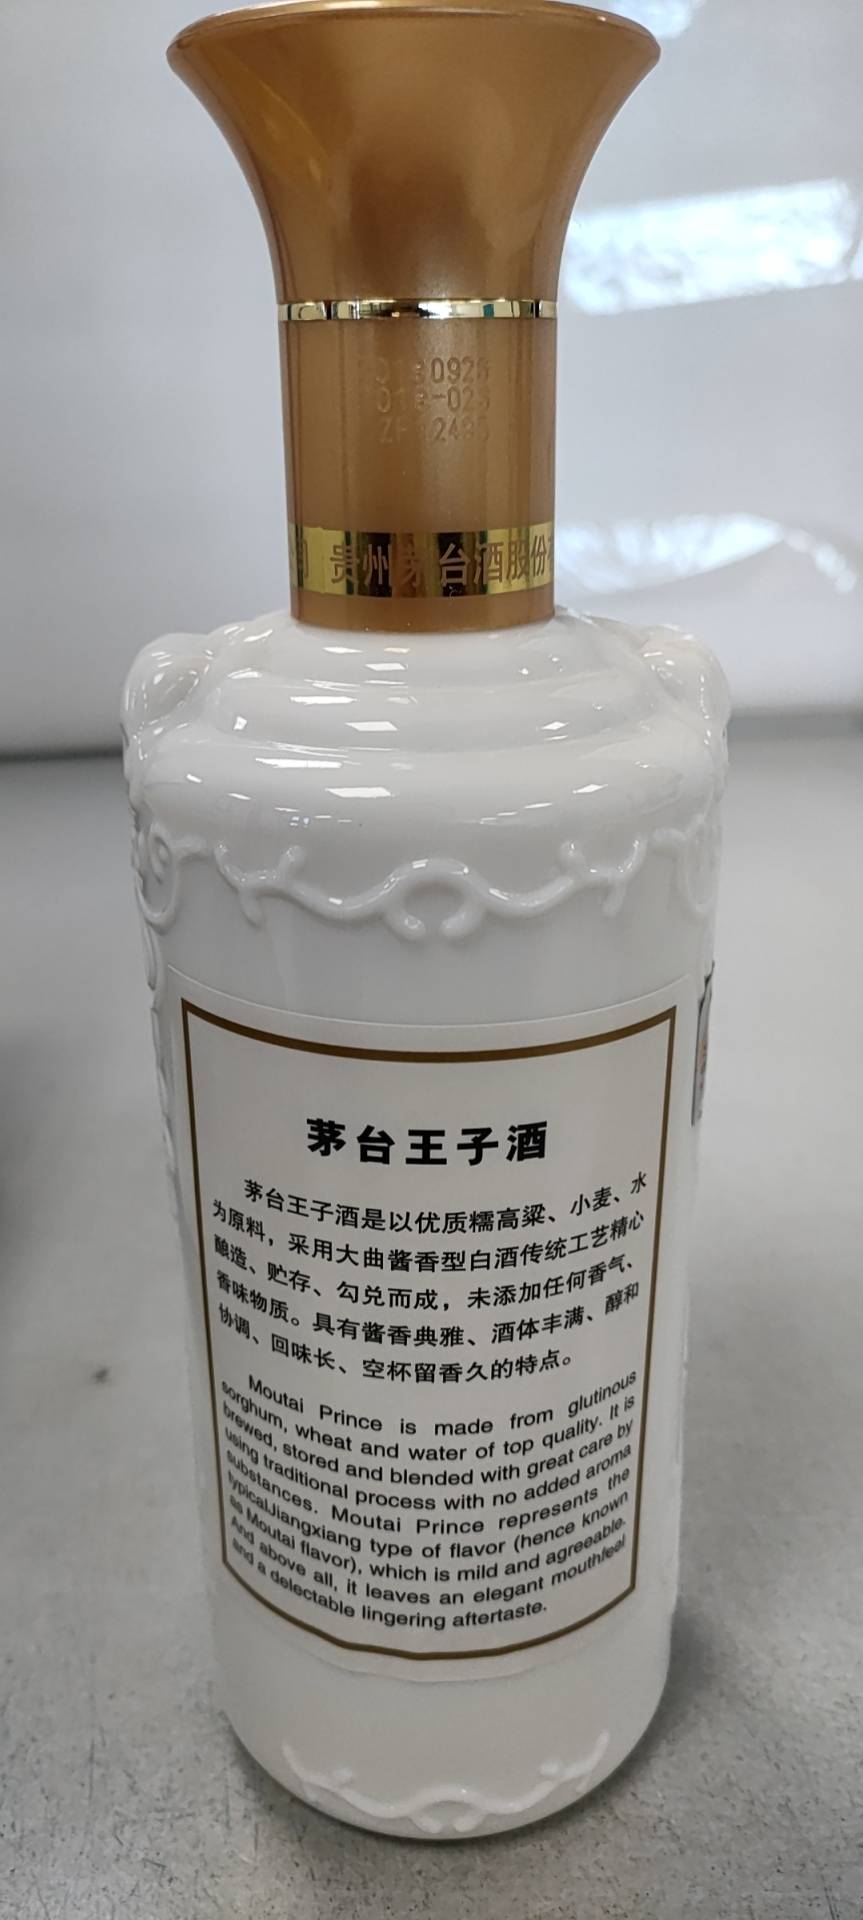 贵州茅台酒股份
茅台王子酒
茅台王子酒是以优质糯高粱、小麦、水
为原料，采用大曲酱香型白酒传统工艺精心
酿造、贮存、勾兑而成，未添加任何香气、
香味物质。具有酱香典雅、酒体丰满、醇和
协调、回味长、空杯留香久的特点。
Moutai Prince is made from glutinous
sorghum, wheat and water of top quality. It is
brewed, stored and blended with great care by
using traditional process with no added aroma
substances. Moutai Prince represents the
typicalJiangxiang type of flavor (hence known
as Moutai flavor), which is mild and agreeable.
And above all, it leaves an elegant mouthfeel
and a delectable lingering aftertaste.